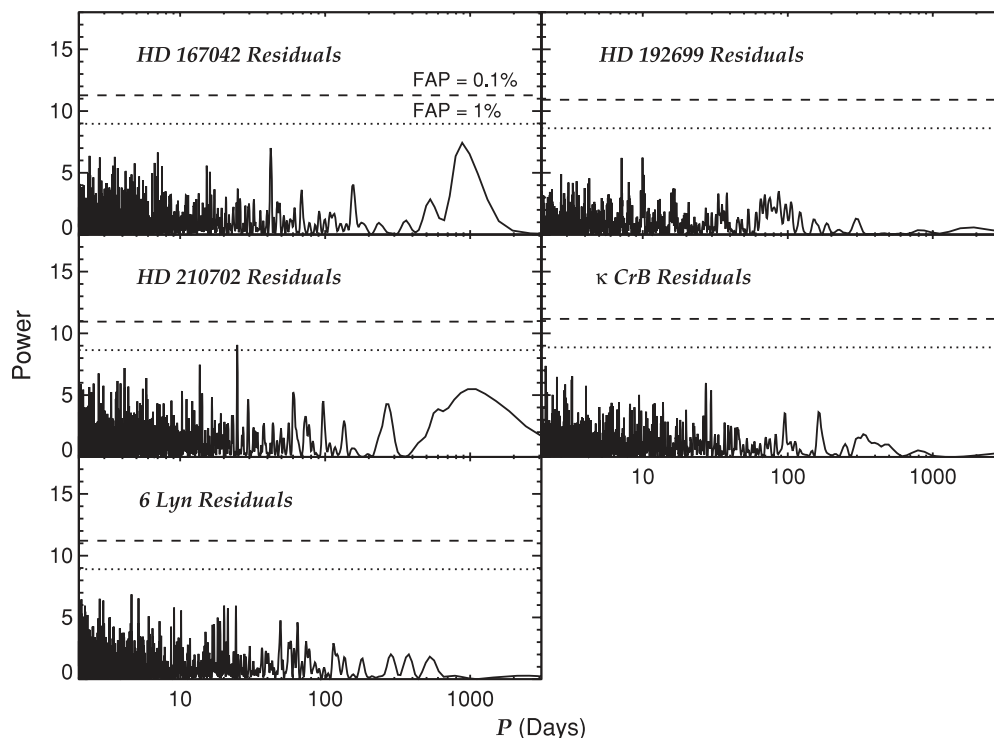 HD 167042 Residuals
FAP = 0.1%
FAP = 1%
15
10
5
0
HD 192699 Residuals
HD 210702 Residuals
15
10
5
0
κ CrB Residuals
10
100
1000
6 Lyn Residuals
15
10
5
0
10
100
1000
Power
P (Days)